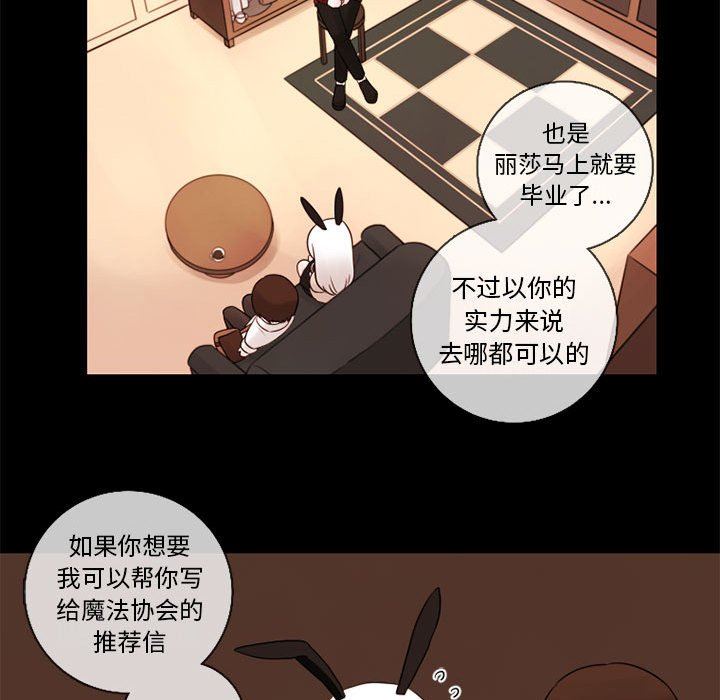 也是
丽莎马上就要
毕业了...
不过以你的
实力来说
去哪都可以的
如果你想要
我可以帮你写
给魔法协会的
推荐信